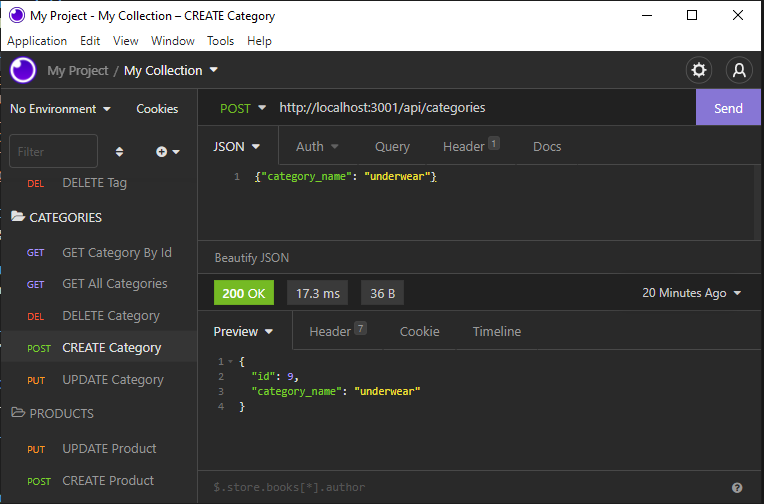 My Project - My Collection – CREATE Category
Application Edit View Window Tools Help
My Project / My Collection
No Environment Cookies
POST http://localhost:3001/api/categories Send
Filter
JSON Auth Query Header 1 Docs
DEL DELETE Tag
CATEGORIES
GET GET Category By Id
GET GET All Categories
DEL DELETE Category
POST CREATE Category
PUT UPDATE Category
PRODUCTS
PUT UPDATE Product
POST CREATE Product
1 {"category_name": "underwear"}
Beautify JSON
200 OK 17.3 ms 36 B 20 Minutes Ago
Preview Header 7 Cookie Timeline
1 {
2 "id": 9,
3 "category_name": "underwear"
4 }
$.store.books[*].author